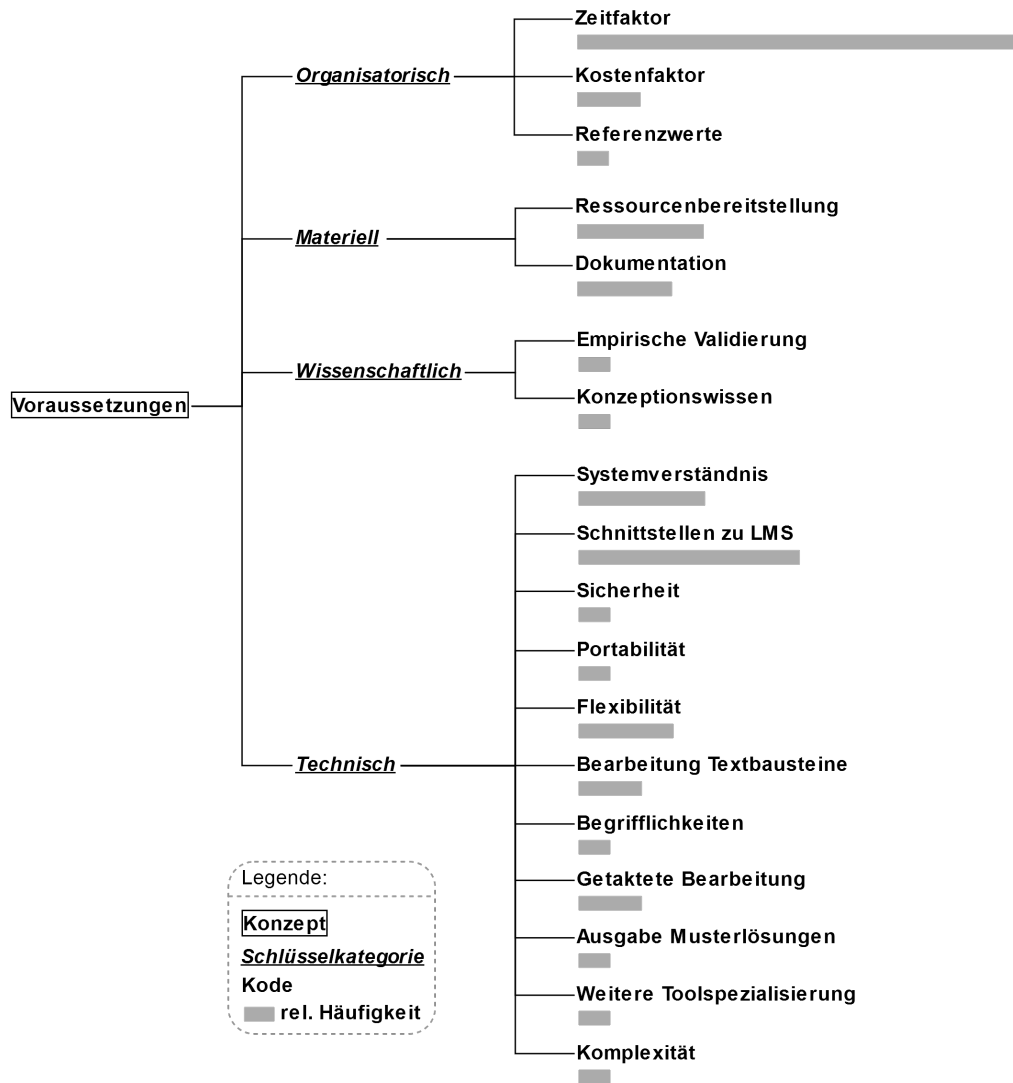 Zeitfaktor
Organisatorisch
Kostenfaktor
Referenzwerte
Ressourcenbereitstellung
Materiell
Dokumentation
Empirische Validierung
Wissenschaftlich
Konzeptionswissen
Voraussetzungen
Systemverständnis
Schnittstellen zu LMS
Sicherheit
Portabilität
Flexibilität
Technisch
Bearbeitung Textbausteine
Begrifflichkeiten
Getaktete Bearbeitung
Ausgabe Musterlösungen
Weitere Toolspezialisierung
Komplexität
Legende:
Konzept
Schlüsselkategorie
Kode
rel. Häufigkeit